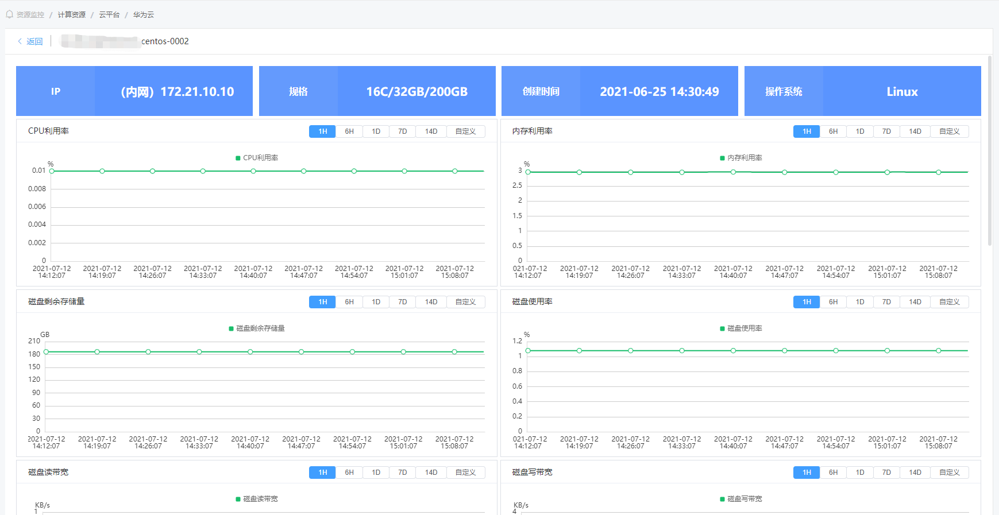 资源监控 / 计算资源 / 云平台 / 华为云
返回 centos-0002
IP (内网) 172.21.10.10
规格 16C/32GB/200GB
创建时间 2021-06-25 14:30:49
操作系统 Linux
CPU利用率 1H 6H 1D 7D 14D 自定义
CPU利用率
%
0.01
0.008
0.006
0.004
0.002
0
2021-07-12 2021-07-12 2021-07-12 2021-07-12 2021-07-12 2021-07-12 2021-07-12 2021-07-12 2021-07-12
14:12:07 14:19:07 14:26:07 14:33:07 14:40:07 14:47:07 14:54:07 15:01:07 15:08:07
内存利用率 1H 6H 1D 7D 14D 自定义
内存利用率
%
3
2.5
2
1.5
1
0.5
0
021-07-12 2021-07-12 2021-07-12 2021-07-12 2021-07-12 2021-07-12 2021-07-12 2021-07-12 2021-07-12
14:12:07 14:19:07 14:26:07 14:33:07 14:40:07 14:47:07 14:54:07 15:01:07 15:08:07
磁盘剩余存储量 1H 6H 1D 7D 14D 自定义
磁盘剩余存储量
GB
210
180
150
120
90
60
30
0
2021-07-12 2021-07-12 2021-07-12 2021-07-12 2021-07-12 2021-07-12 2021-07-12 2021-07-12 2021-07-12
14:12:07 14:19:07 14:26:07 14:33:07 14:40:07 14:47:07 14:54:07 15:01:07 15:08:07
磁盘使用率 1H 6H 1D 7D 14D 自定义
磁盘使用率
%
1.2
1
0.8
0.6
0.4
0.2
0
021-07-12 2021-07-12 2021-07-12 2021-07-12 2021-07-12 2021-07-12 2021-07-12 2021-07-12 2021-07-12
14:12:07 14:19:07 14:26:07 14:33:07 14:40:07 14:47:07 14:54:07 15:01:07 15:08:07
磁盘读带宽 1H 6H 1D 7D 14D 自定义
磁盘读带宽
KB/s
1
磁盘写带宽 1H 6H 1D 7D 14D 自定义
磁盘写带宽
KB/s
4